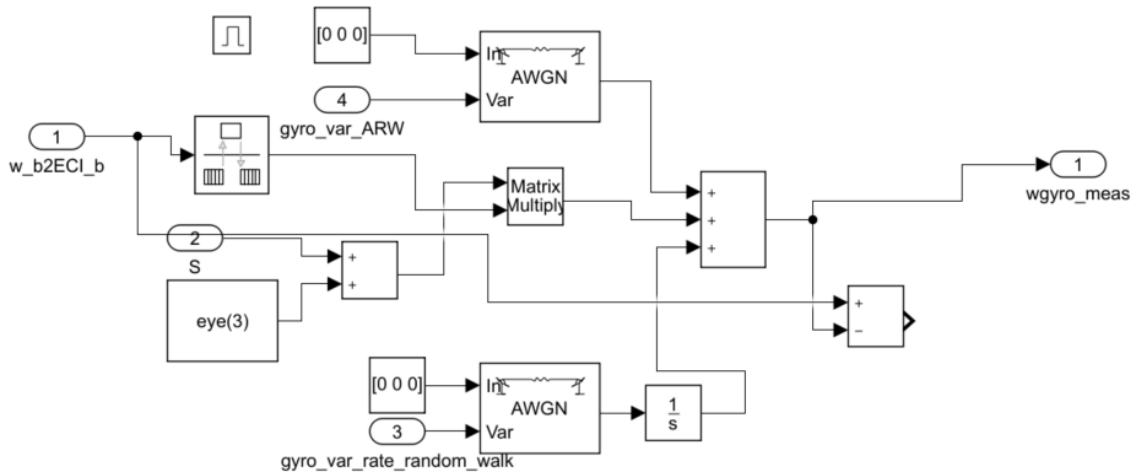 [0 0 0]
In
AWGN
Var
4
gyro_var_ARW
1
w_b2ECI_b
Matrix
Multiply
+
+
+
1
wgyro_meas
2
S
+
+
eye(3)
+
−
[0 0 0]
In
AWGN
Var
1
s
3
gyro_var_rate_random_walk